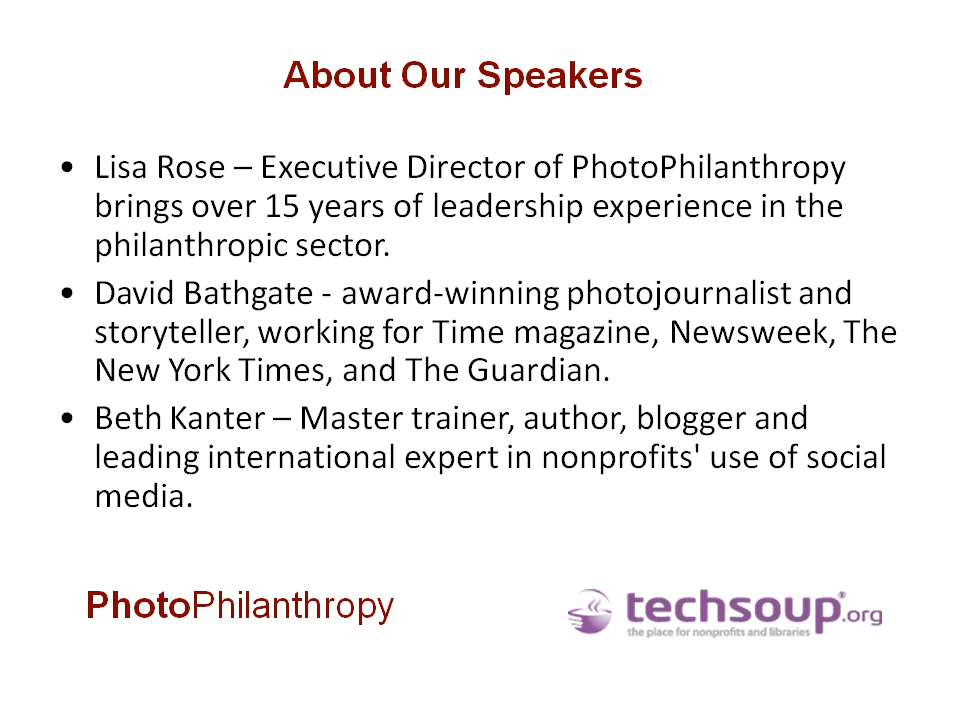 About Our Speakers
• Lisa Rose – Executive Director of PhotoPhilanthropy
brings over 15 years of leadership experience in the
philanthropic sector.
• David Bathgate - award-winning photojournalist and
storyteller, working for Time magazine, Newsweek, The
New York Times, and The Guardian.
• Beth Kanter – Master trainer, author, blogger and
leading international expert in nonprofits' use of social
media.
PhotoPhilanthropy
techsoup®.org
the place for nonprofits and libraries